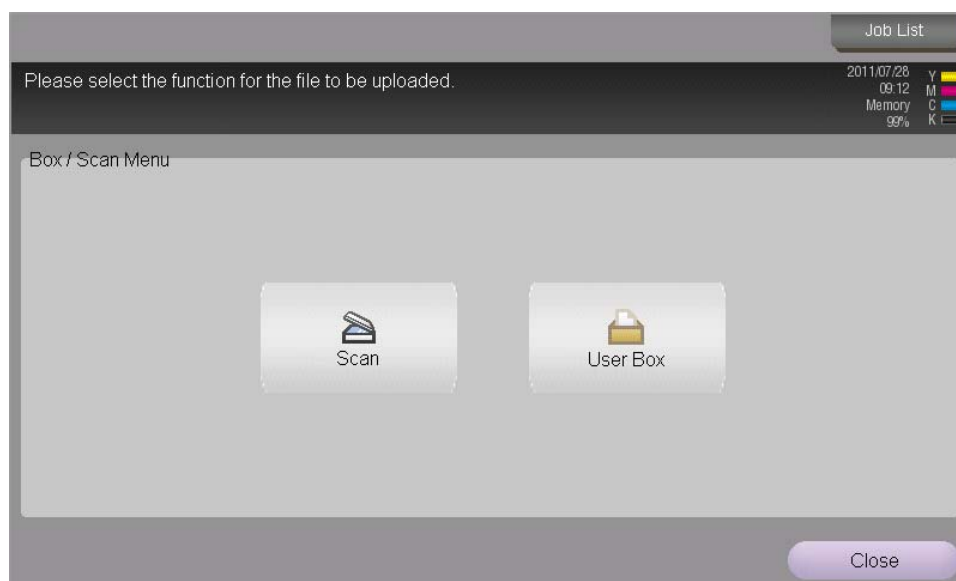 Job List
Please select the function for the file to be uploaded.
2011/07/28
09:12
Memory
99%
Y
M
C
K
Box / Scan Menu
Scan
User Box
Close